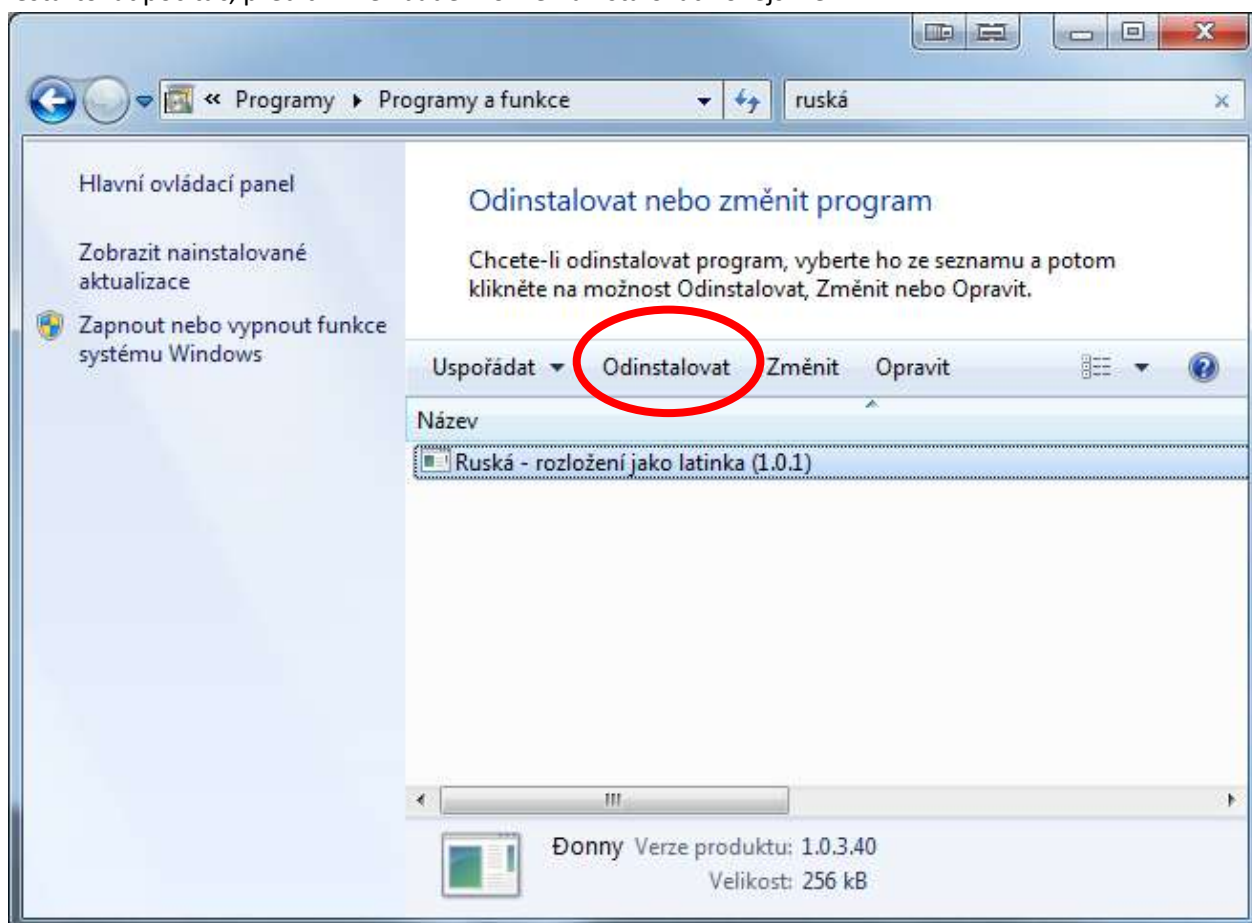 « Programy ▸ Programy a funkce
ruská
Hlavní ovládací panel
Zobrazit nainstalované
aktualizace
Zapnout nebo vypnout funkce
systému Windows
Odinstalovat nebo změnit program
Chcete-li odinstalovat program, vyberte ho ze seznamu a potom
klikněte na možnost Odinstalovat, Změnit nebo Opravit.
Uspořádat Odinstalovat Změnit Opravit
Název
Ruská - rozložení jako latinka (1.0.1)
Đonny Verze produktu: 1.0.3.40
Velikost: 256 kB